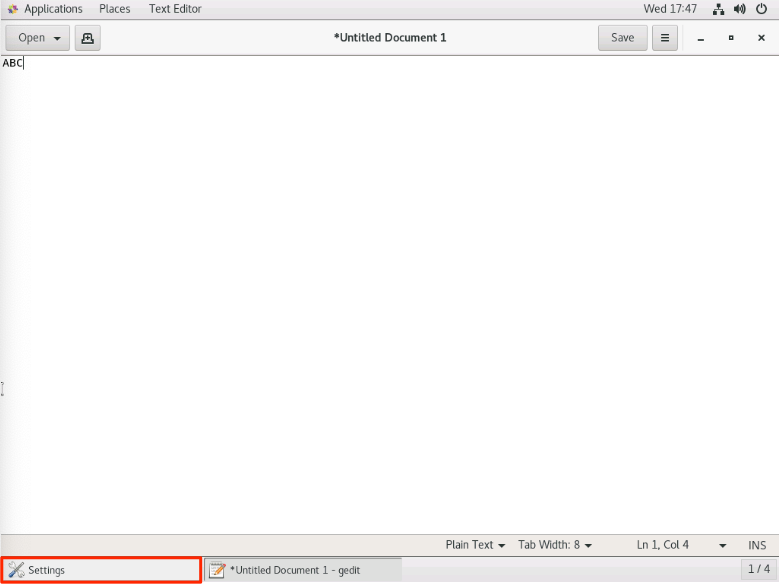 Applications Places Text Editor Wed 17:47
Open *Untitled Document 1 Save
ABC
Plain Text Tab Width: 8 Ln 1, Col 4 INS
Settings *Untitled Document 1 - gedit 1 / 4